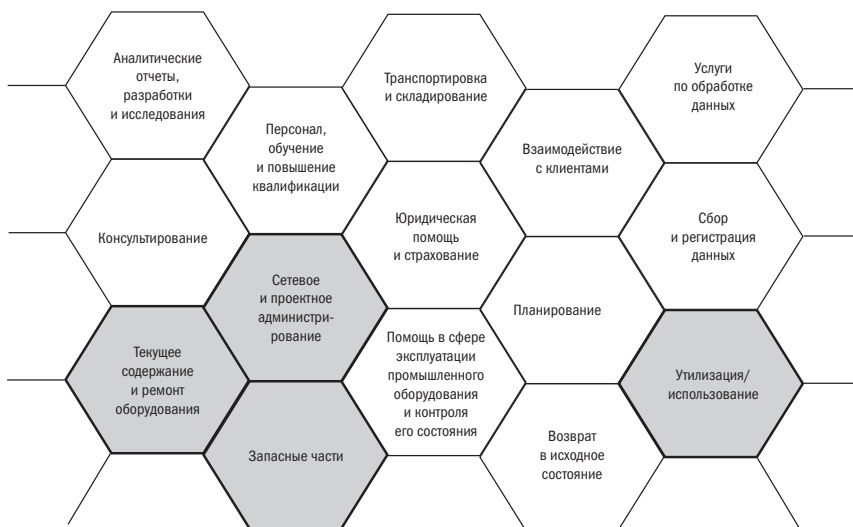 Аналитические
отчеты,
разработки
и исследования
Транспортировка
и складирование
Услуги
по обработке
данных
Персонал,
обучение
и повышение
квалификации
Взаимодействие
с клиентами
Консультирование
Юридическая
помощь
и страхование
Сбор
и регистрация
данных
Сетевое
и проектное
администри-
рование
Планирование
Текущее
содержание
и ремонт
оборудования
Помощь в сфере
эксплуатации
промышленного
оборудования
и контроля
его состояния
Утилизация/
использование
Запасные части
Возврат
в исходное
состояние